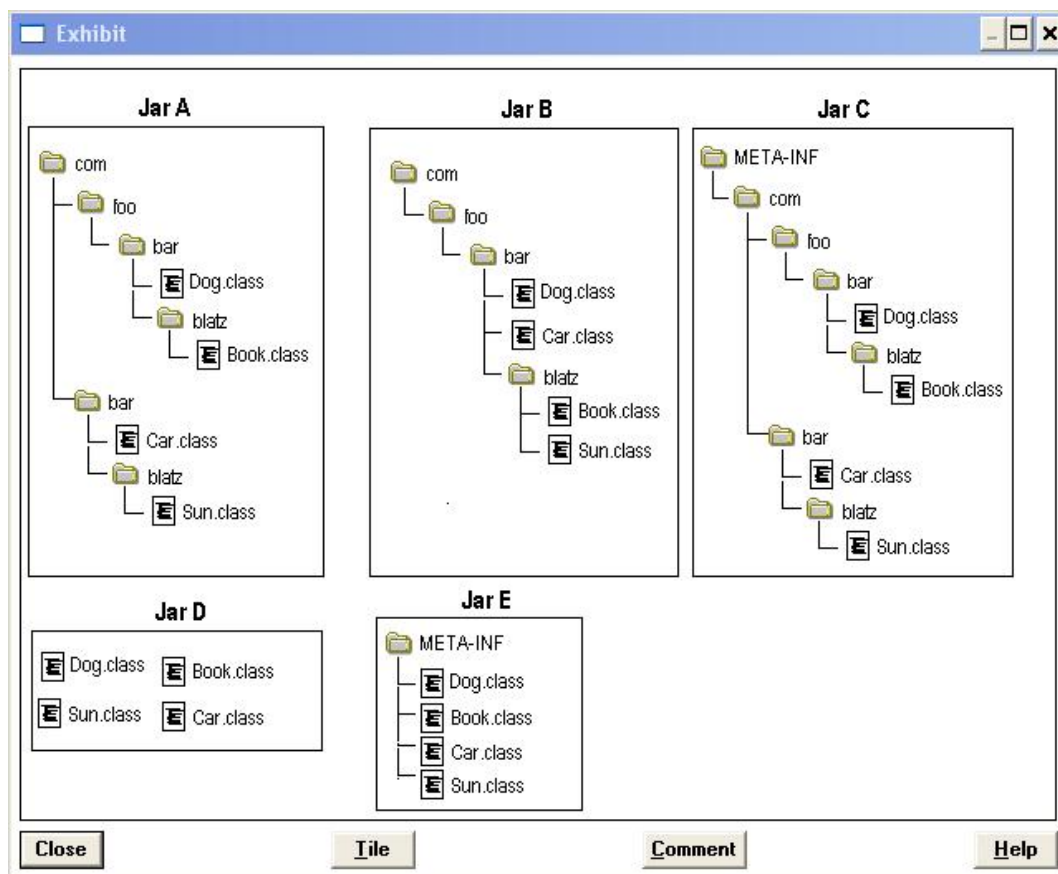 Exhibit
Jar A
com
foo
bar
Dog.class
blatz
Book.class
bar
Car.class
blatz
Sun.class
Jar B
com
foo
bar
Dog.class
Car.class
blatz
Book.class
Sun.class
Jar C
META-INF
com
foo
bar
Dog.class
blatz
Book.class
bar
Car.class
blatz
Sun.class
Jar D
Dog.class Book.class
Sun.class Car.class
Jar E
META-INF
Dog.class
Book.class
Car.class
Sun.class
Close Tile Comment Help